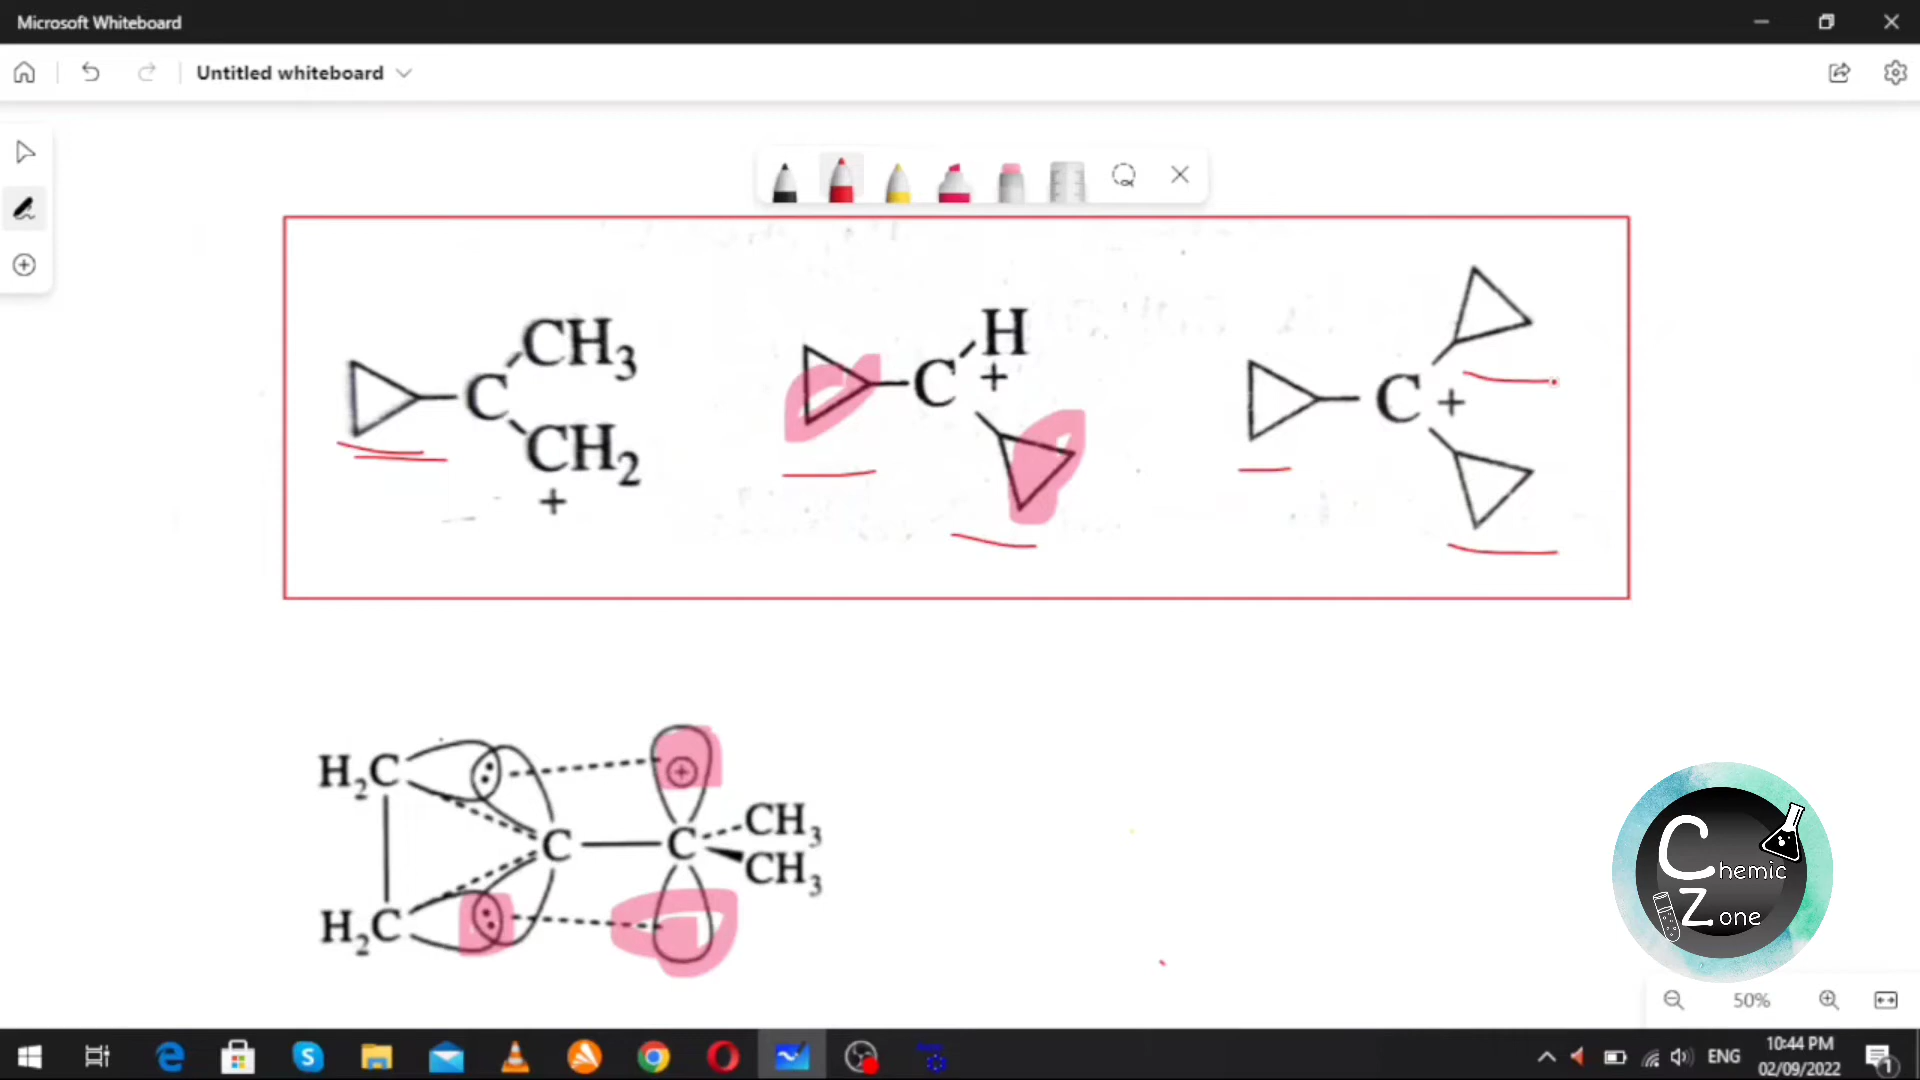 Microsoft Whiteboard
Untitled whiteboard
CH3
C
CH2
+
H
C
+
C +
H2C
C
C
CH3
CH3
H2C
Chemic
Zone
50%
ENG
10:44 PM
02/09/2022
1